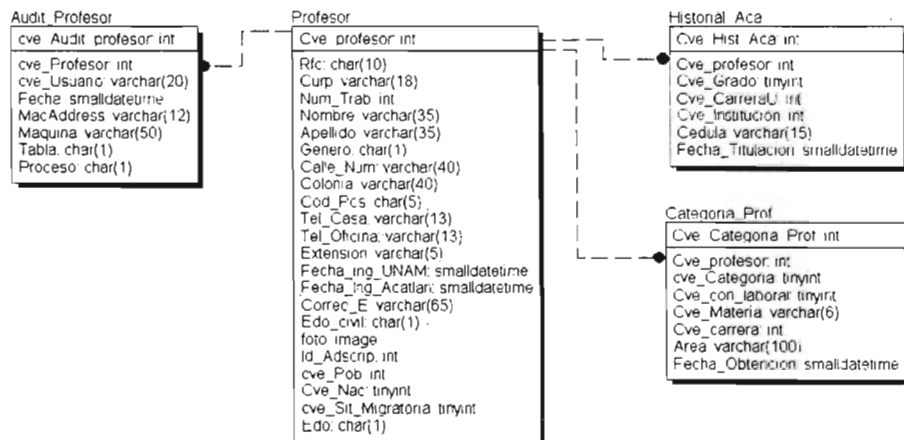 Audit_Profesor
cve_Audit_profesor: int
cve_Profesor: int
cve_Usuario: varchar(20)
Fecha: smalldatetime
MacAddress: varchar(12)
Maquina: varchar(50)
Tabla: char(1)
Proceso: char(1)
Profesor
Cve_profesor: int
Rfc: char(10)
Curp: varchar(18)
Num_Trab: int
Nombre: varchar(35)
Apellido: varchar(35)
Genero: char(1)
Calle_Num: varchar(40)
Colonia: varchar(40)
Cod_Pos: char(5)
Tel_Casa: varchar(13)
Tel_Oficina: varchar(13)
Extension: varchar(5)
Fecha_ing_UNAM: smalldatetime
Fecha_Ing_Acatlan: smalldatetime
Correo_E: varchar(65)
Edo_civil: char(1)
foto: image
Id_Adscrip: int
cve_Pob: int
Cve_Nac: tinyint
cve_Sit_Migratoria: tinyint
Edo: char(1)
Historial_Aca
Cve_Hist_Aca: int
Cve_profesor: int
Cve_Grado: tinyint
Cve_CarreraU: int
Cve_Institucion: int
Cedula: varchar(15)
Fecha_Titulacion: smalldatetime
Categoria_Prof
Cve_Categoria_Prof: int
Cve_profesor: int
cve_Categoria: tinyint
Cve_con_laborar: tinyint
Cve_Materia: varchar(6)
Cve_carrera: int
Area: varchar(100)
Fecha_Obtencion: smalldatetime